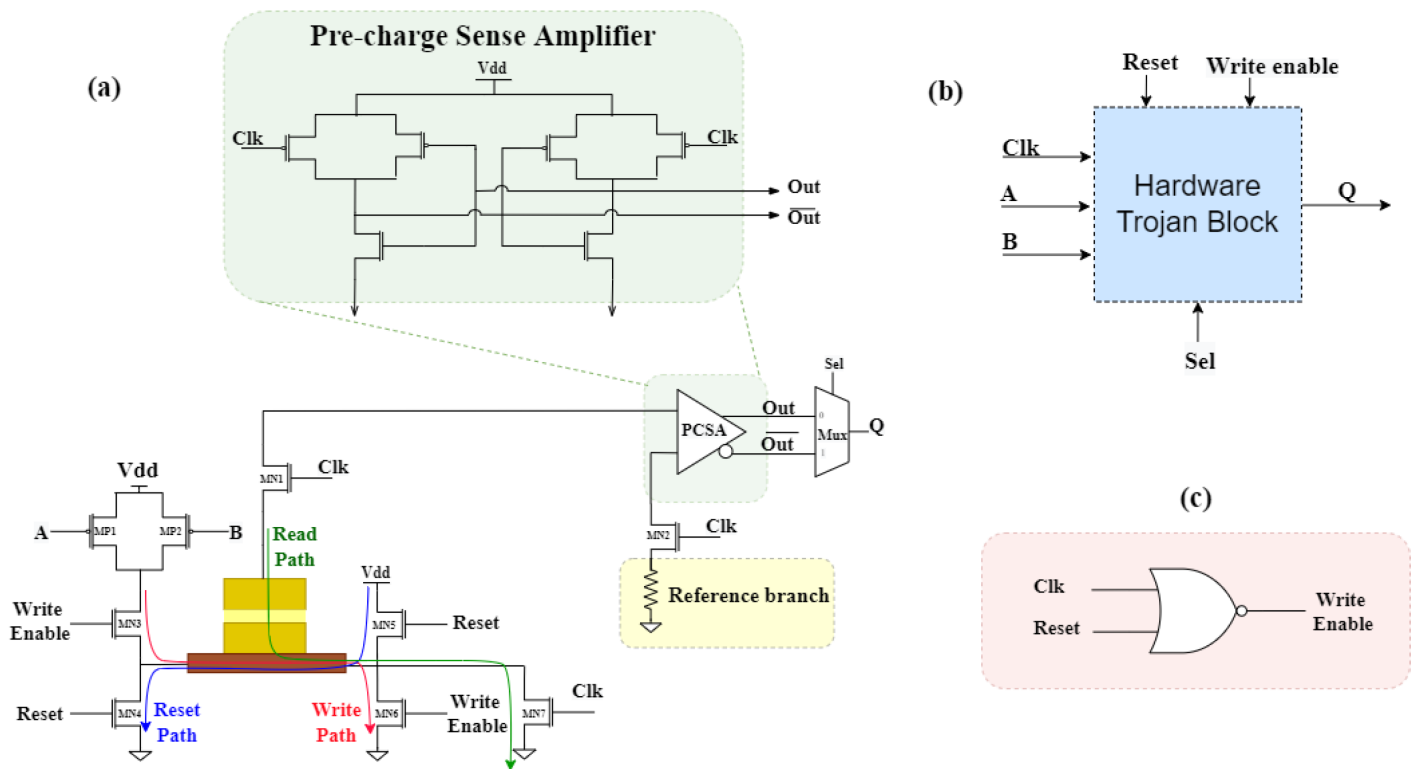 (a)
Pre-charge Sense Amplifier
Vdd
Clk
Clk
Out
Out
Sel
PCSA
Out
Out
0
1
Mux
Q
MN1
Clk
Vdd
A
MP1
MP2
B
Read
Path
MN2
Clk
Reference branch
Write
Enable
MN3
Vdd
MN5
Reset
Reset
MN4
Reset
Path
Write
Path
MN6
Write
Enable
MN7
Clk
(b)
Reset
Write enable
Clk
A
B
Hardware
Trojan Block
Q
Sel
(c)
Clk
Reset
Write
Enable